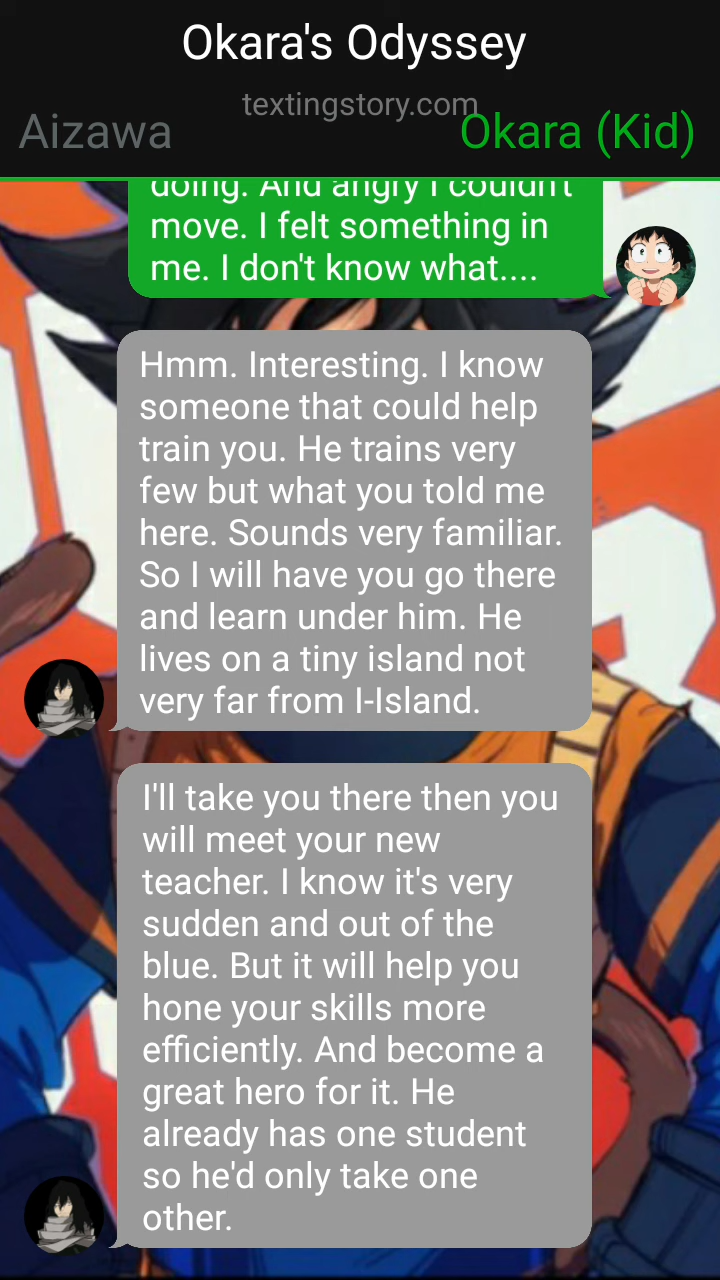 Okara's Odyssey
textingstory.com
Aizawa
Okara (Kid)
doing. And angry I couldn't
move. I felt something in
me. I don't know what....
Hmm. Interesting. I know
someone that could help
train you. He trains very
few but what you told me
here. Sounds very familiar.
So I will have you go there
and learn under him. He
lives on a tiny island not
very far from I-Island.
I'll take you there then you
will meet your new
teacher. I know it's very
sudden and out of the
blue. But it will help you
hone your skills more
efficiently. And become a
great hero for it. He
already has one student
so he'd only take one
other.